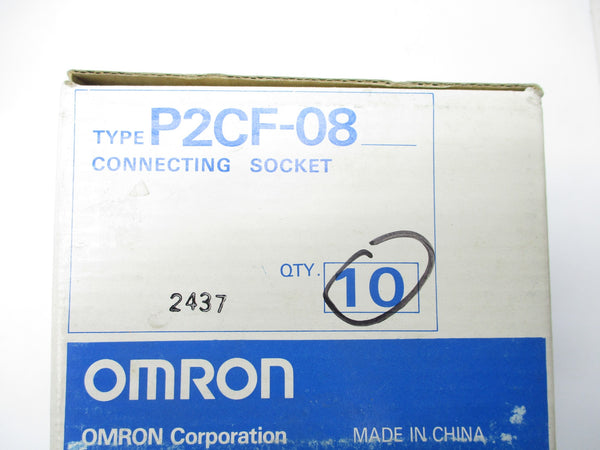 TYPE P2CF-08
CONNECTING SOCKET
QTY. 10
2437
OMRON
OMRON Corporation MADE IN CHINA